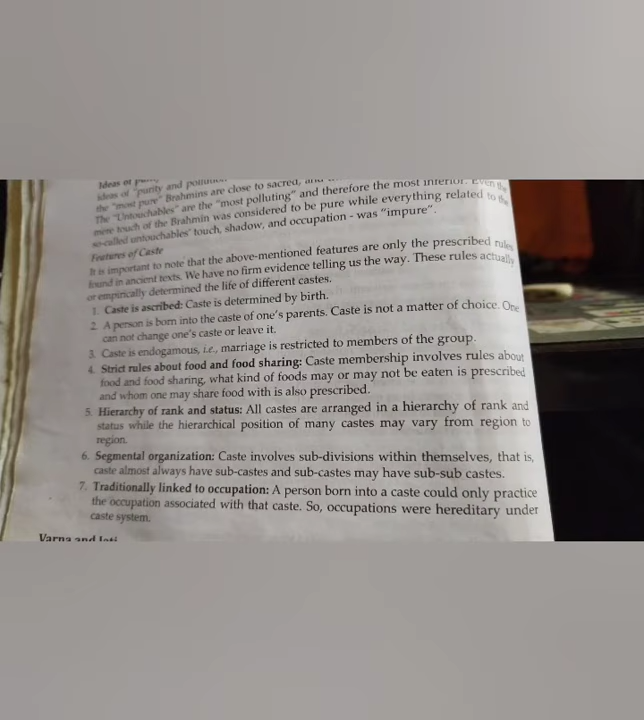 Ideas of
ideas of "purity and
the "most pure" Brahmins are close to sacred,
The "Untouchables" are the "most polluting" and therefore the most inferior. Even the
mere touch of the Brahmin was considered to be pure while everything related to the
so-called untouchables' touch, shadow, and occupation - was "impure".
Features of Caste
It is important to note that the above-mentioned features are only the prescribed rules
found in ancient texts. We have no firm evidence telling us the way. These rules actually
or empirically determined the life of different castes.
1. Caste is ascribed: Caste is determined by birth.
2. A person is born into the caste of one's parents. Caste is not a matter of choice. One
can not change one's caste or leave it.
3. Caste is endogamous, i.e., marriage is restricted to members of the group.
4. Strict rules about food and food sharing: Caste membership involves rules about
food and food sharing, what kind of foods may or may not be eaten is prescribed
and whom one may share food with is also prescribed.
5. Hierarchy of rank and status: All castes are arranged in a hierarchy of rank and
status while the hierarchical position of many castes may vary from region to
region.
6. Segmental organization: Caste involves sub-divisions within themselves, that is,
caste almost always have sub-castes and sub-castes may have sub-sub castes.
7. Traditionally linked to occupation: A person born into a caste could only practice
the occupation associated with that caste. So, occupations were hereditary under
caste system.
Varna and Jati